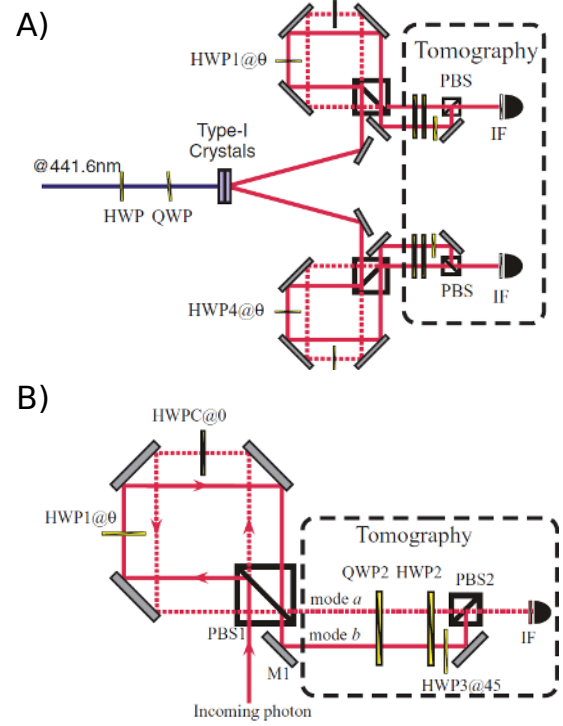 A)
HWP1@θ
Tomography
PBS
IF
Type-I
Crystals
@441.6nm
HWP QWP
HWP4@θ
PBS
IF
B)
HWPC@0
HWP1@θ
Tomography
QWP2 HWP2
PBS2
mode a
IF
PBS1
mode b
M1
HWP3@45
Incoming photon